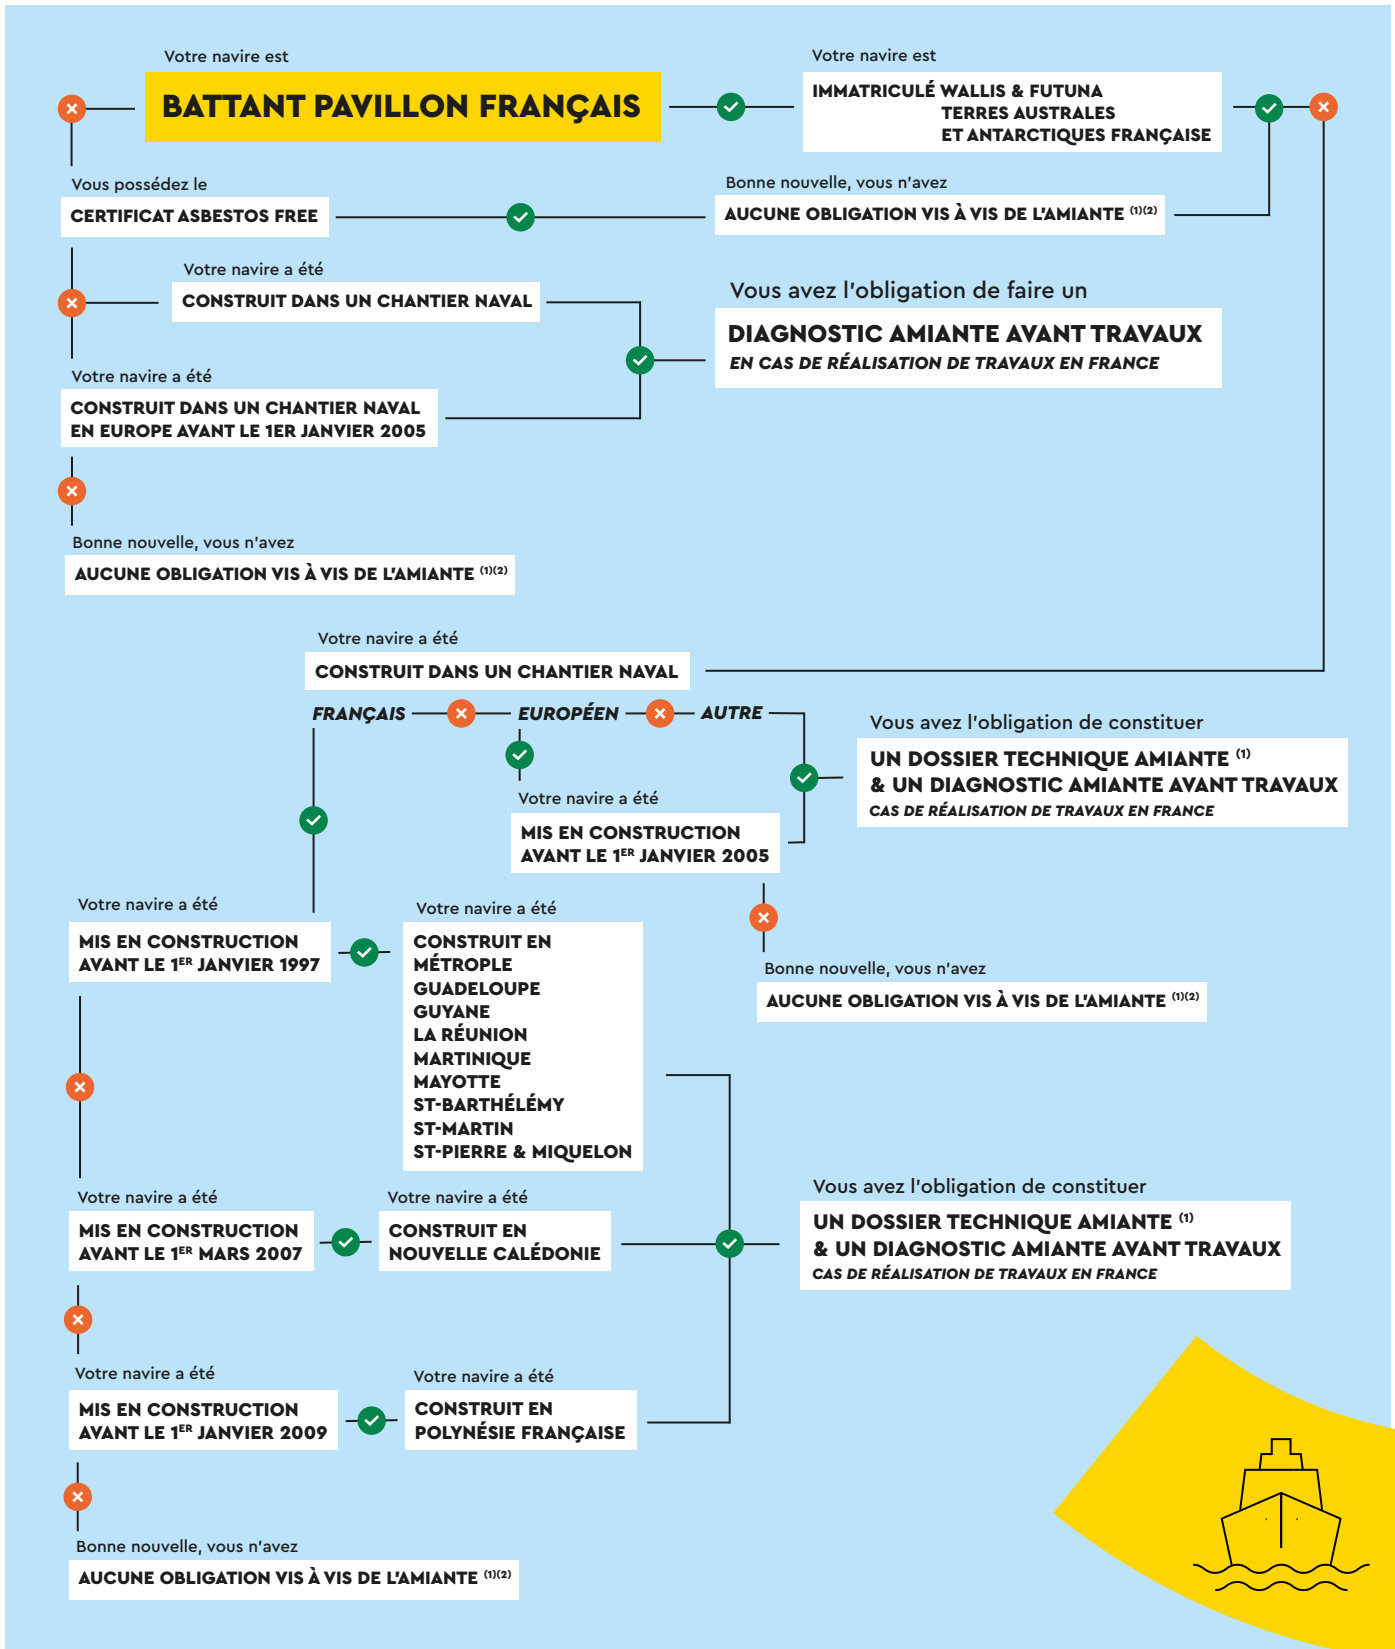 Votre navire est
BATTANT PAVILLON FRANÇAIS
Votre navire est
IMMATRICULÉ WALLIS & FUTUNA
TERRES AUSTRALES
ET ANTARCTIQUES FRANÇAISE
Vous possédez le
CERTIFICAT ASBESTOS FREE
Bonne nouvelle, vous n'avez
AUCUNE OBLIGATION VIS À VIS DE L'AMIANTE (1)(2)
Votre navire a été
CONSTRUIT DANS UN CHANTIER NAVAL
Vous avez l'obligation de faire un
DIAGNOSTIC AMIANTE AVANT TRAVAUX
EN CAS DE RÉALISATION DE TRAVAUX EN FRANCE
Votre navire a été
CONSTRUIT DANS UN CHANTIER NAVAL
EN EUROPE AVANT LE 1ER JANVIER 2005
Bonne nouvelle, vous n'avez
AUCUNE OBLIGATION VIS À VIS DE L'AMIANTE (1)(2)
Votre navire a été
CONSTRUIT DANS UN CHANTIER NAVAL
FRANÇAIS
EUROPÉEN
AUTRE
Vous avez l'obligation de constituer
UN DOSSIER TECHNIQUE AMIANTE (1)
& UN DIAGNOSTIC AMIANTE AVANT TRAVAUX
CAS DE RÉALISATION DE TRAVAUX EN FRANCE
Votre navire a été
MIS EN CONSTRUCTION
AVANT LE 1ER JANVIER 2005
Bonne nouvelle, vous n'avez
AUCUNE OBLIGATION VIS À VIS DE L'AMIANTE (1)(2)
Votre navire a été
MIS EN CONSTRUCTION
AVANT LE 1ER JANVIER 1997
Votre navire a été
CONSTRUIT EN
MÉTROPLE
GUADELOUPE
GUYANE
LA RÉUNION
MARTINIQUE
MAYOTTE
ST-BARTHÉLÉMY
ST-MARTIN
ST-PIERRE & MIQUELON
Votre navire a été
MIS EN CONSTRUCTION
AVANT LE 1ER MARS 2007
Votre navire a été
CONSTRUIT EN
NOUVELLE CALÉDONIE
Vous avez l'obligation de constituer
UN DOSSIER TECHNIQUE AMIANTE (1)
& UN DIAGNOSTIC AMIANTE AVANT TRAVAUX
CAS DE RÉALISATION DE TRAVAUX EN FRANCE
Votre navire a été
MIS EN CONSTRUCTION
AVANT LE 1ER JANVIER 2009
Votre navire a été
CONSTRUIT EN
POLYNÉSIE FRANÇAISE
Bonne nouvelle, vous n'avez
AUCUNE OBLIGATION VIS À VIS DE L'AMIANTE (1)(2)